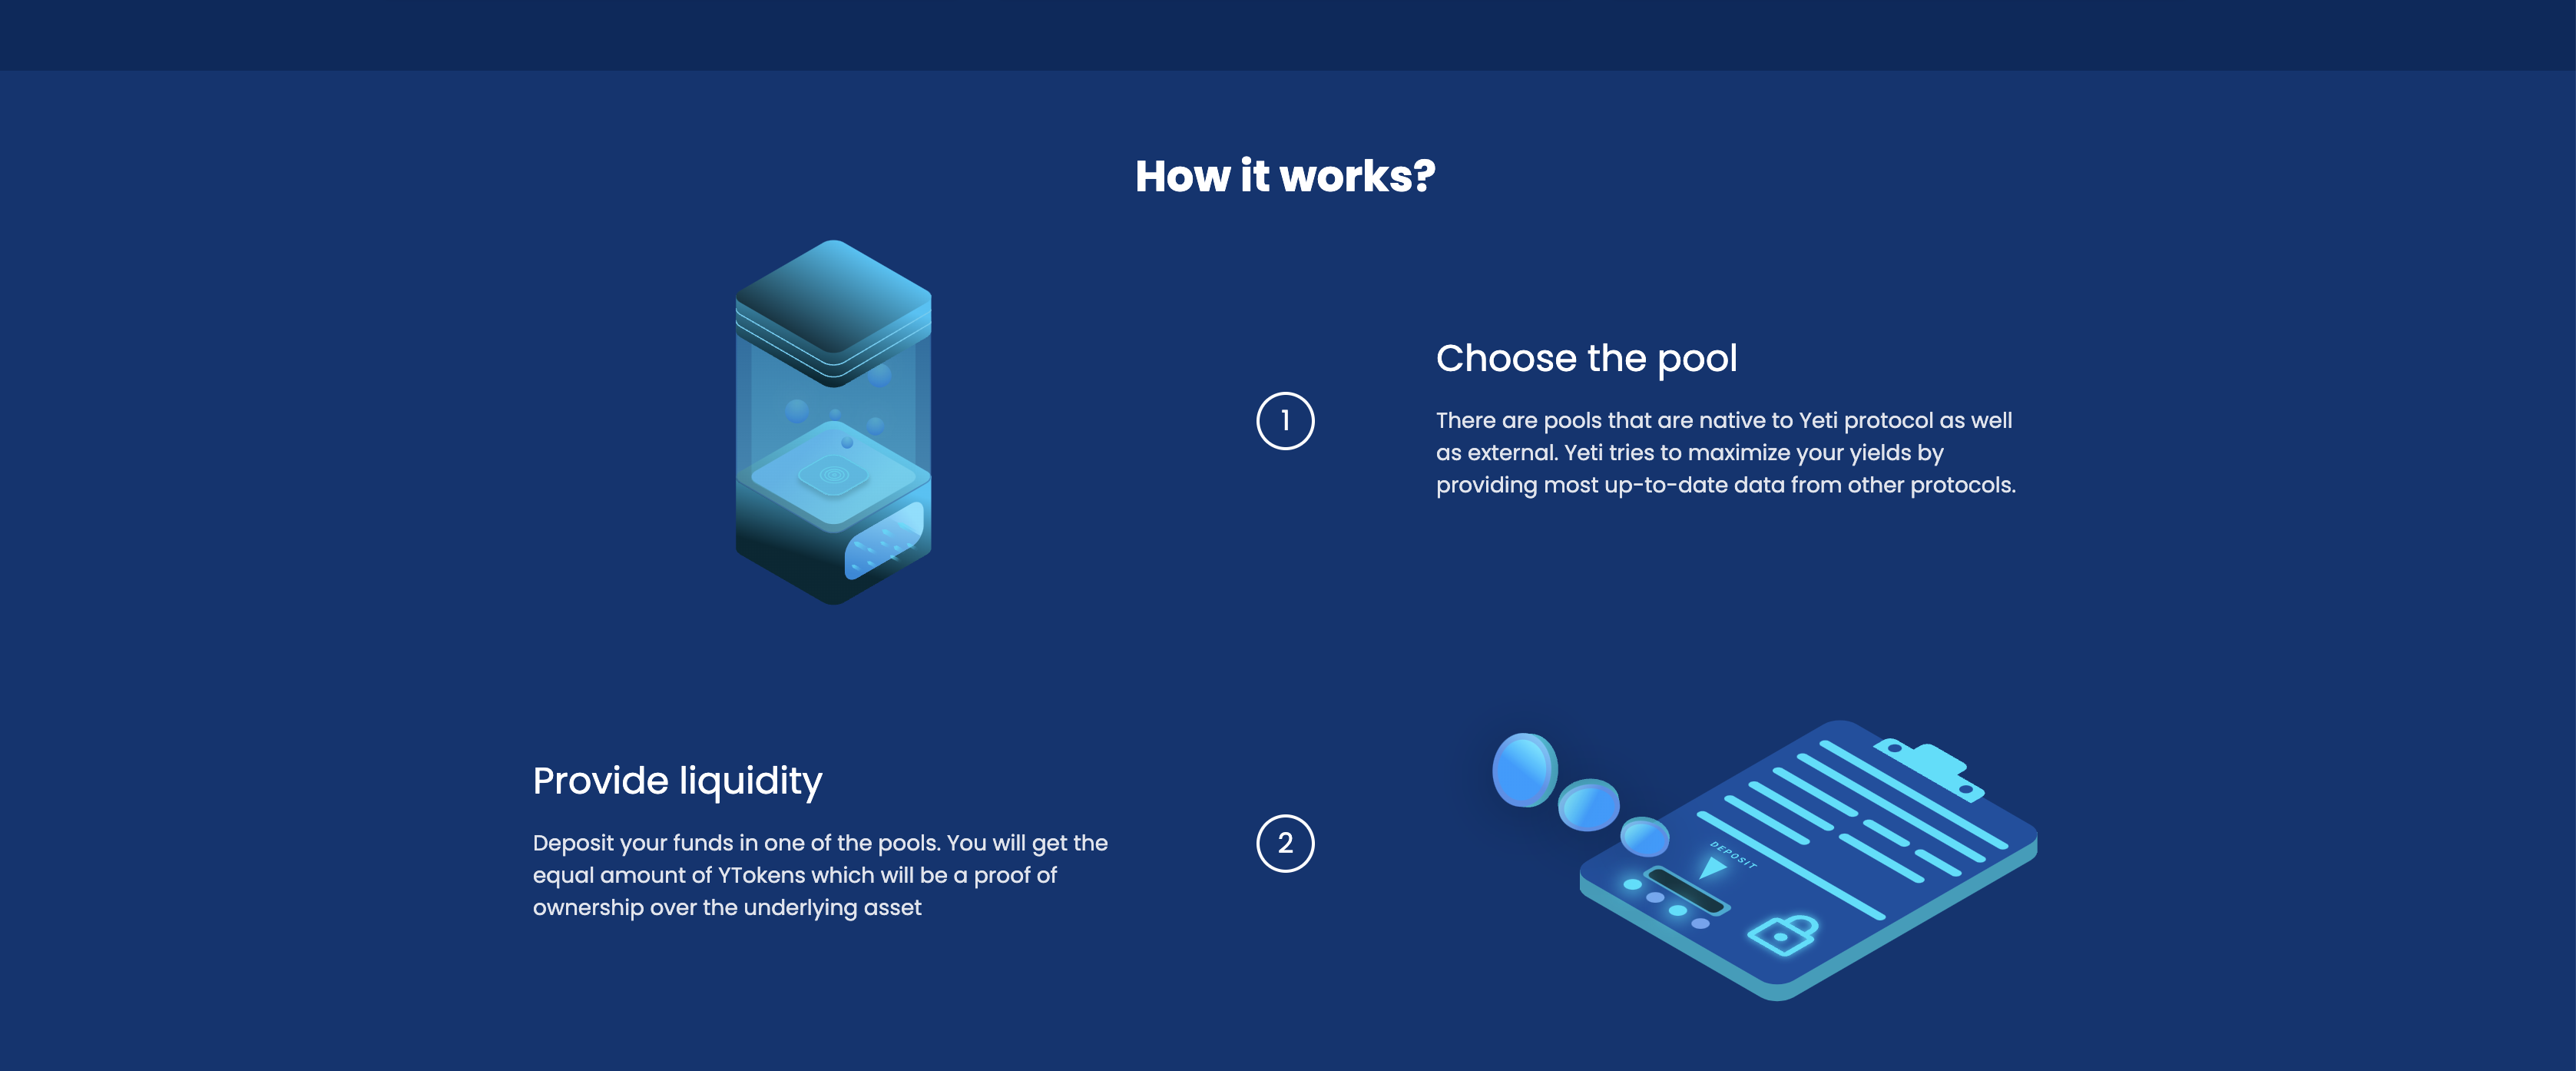 How it works?
1
Choose the pool
There are pools that are native to Yeti protocol as well
as external. Yeti tries to maximize your yields by
providing most up-to-date data from other protocols.
Provide liquidity
Deposit your funds in one of the pools. You will get the
equal amount of YTokens which will be a proof of
ownership over the underlying asset
2
DEPOSIT